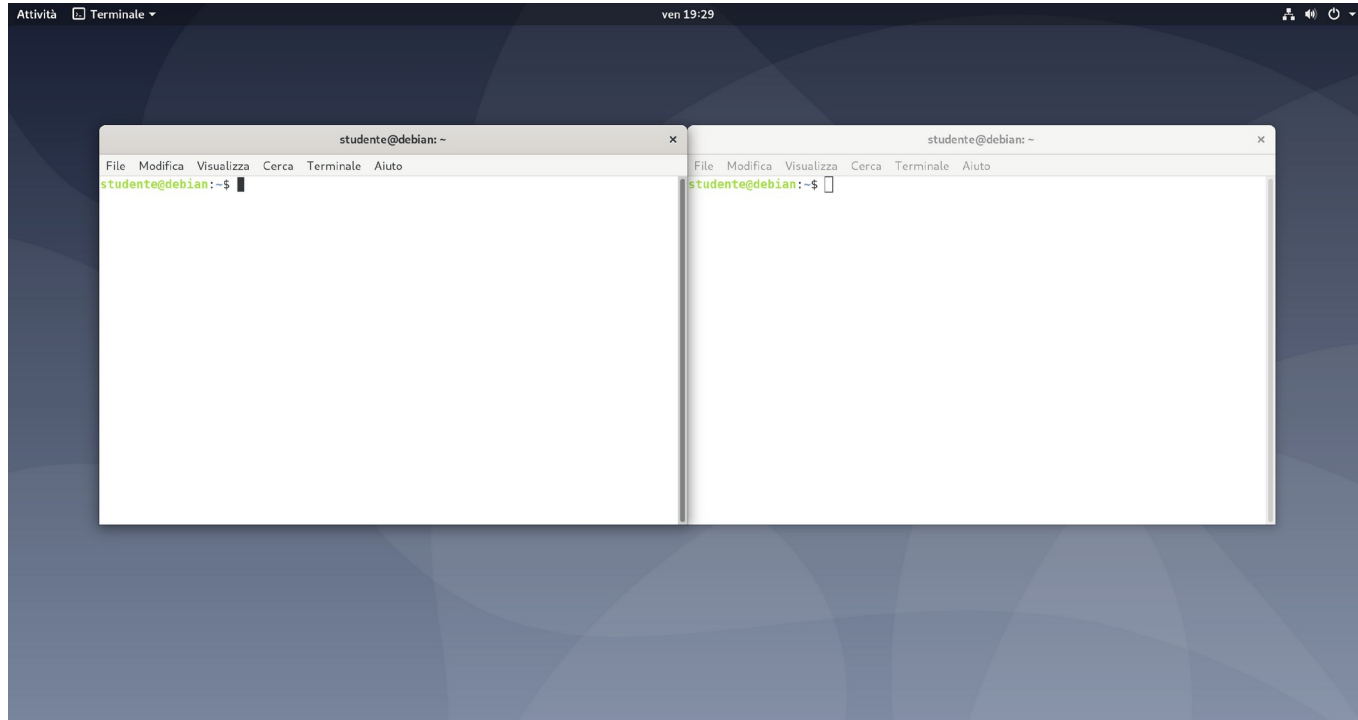 Attività Terminale ven 19:29
studente@debian: ~ ×
File Modifica Visualizza Cerca Terminale Aiuto
studente@debian:~$
studente@debian: ~ ×
File Modifica Visualizza Cerca Terminale Aiuto
studente@debian:~$